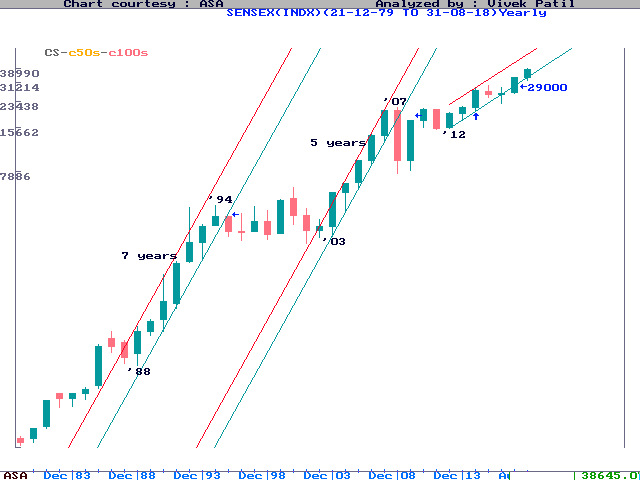 Chart courtesy : ASA Analyzed by : Vivek Patil
SENSEX(INDX)(21-12-79 TO 31-08-18)Yearly
CS-c50s-c100s
38990
31214
29000
'07
23438
'12
15662
5 years
7886
'94
'03
7 years
'88
ASA Dec|83 Dec|88 Dec|93 Dec|98 Dec|03 Dec|08 Dec|13 38645.0